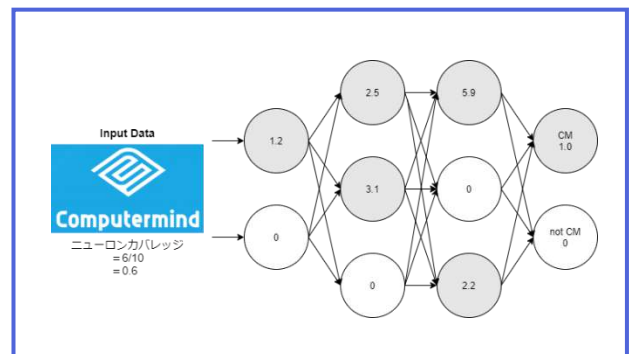 Input Data
Computermind
ニューロンカバレッジ
=6/10
=0.6
1.2
0
2.5
3.1
0
5.9
0
2.2
CM
1.0
not CM
0